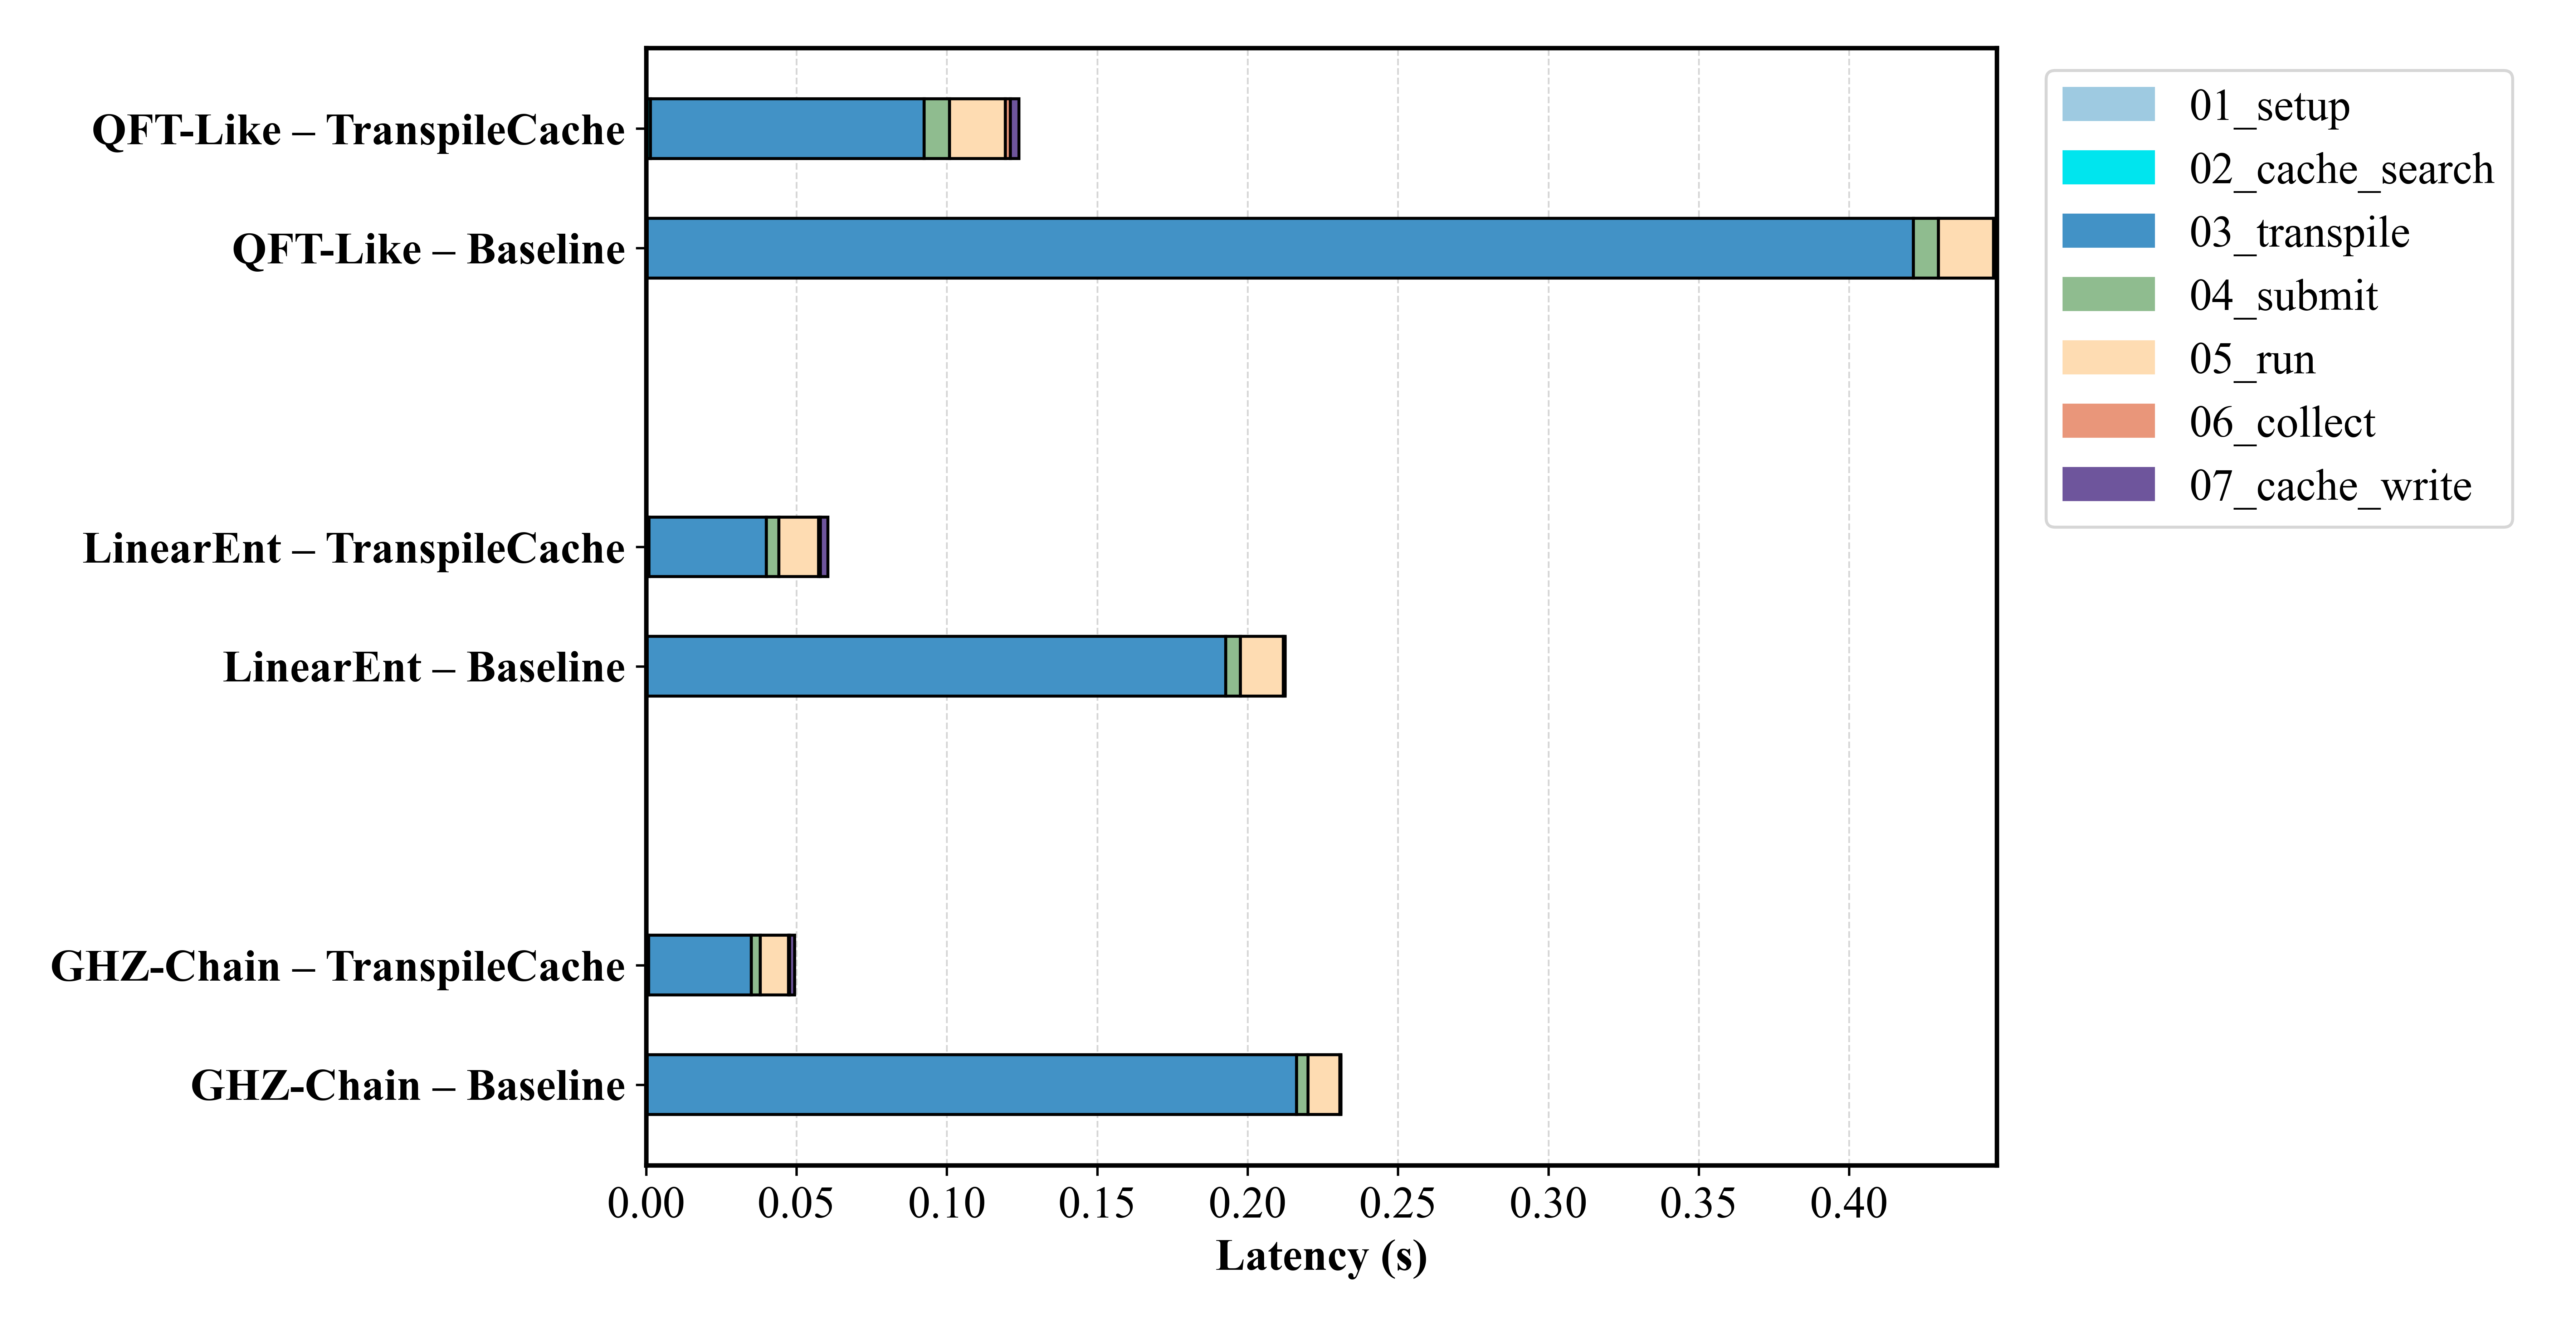 QFT-Like – TranspileCache
QFT-Like – Baseline
LinearEnt – TranspileCache
LinearEnt – Baseline
GHZ-Chain – TranspileCache
GHZ-Chain – Baseline
0.00 0.05 0.10 0.15 0.20 0.25 0.30 0.35 0.40
Latency (s)
01_setup
02_cache_search
03_transpile
04_submit
05_run
06_collect
07_cache_write